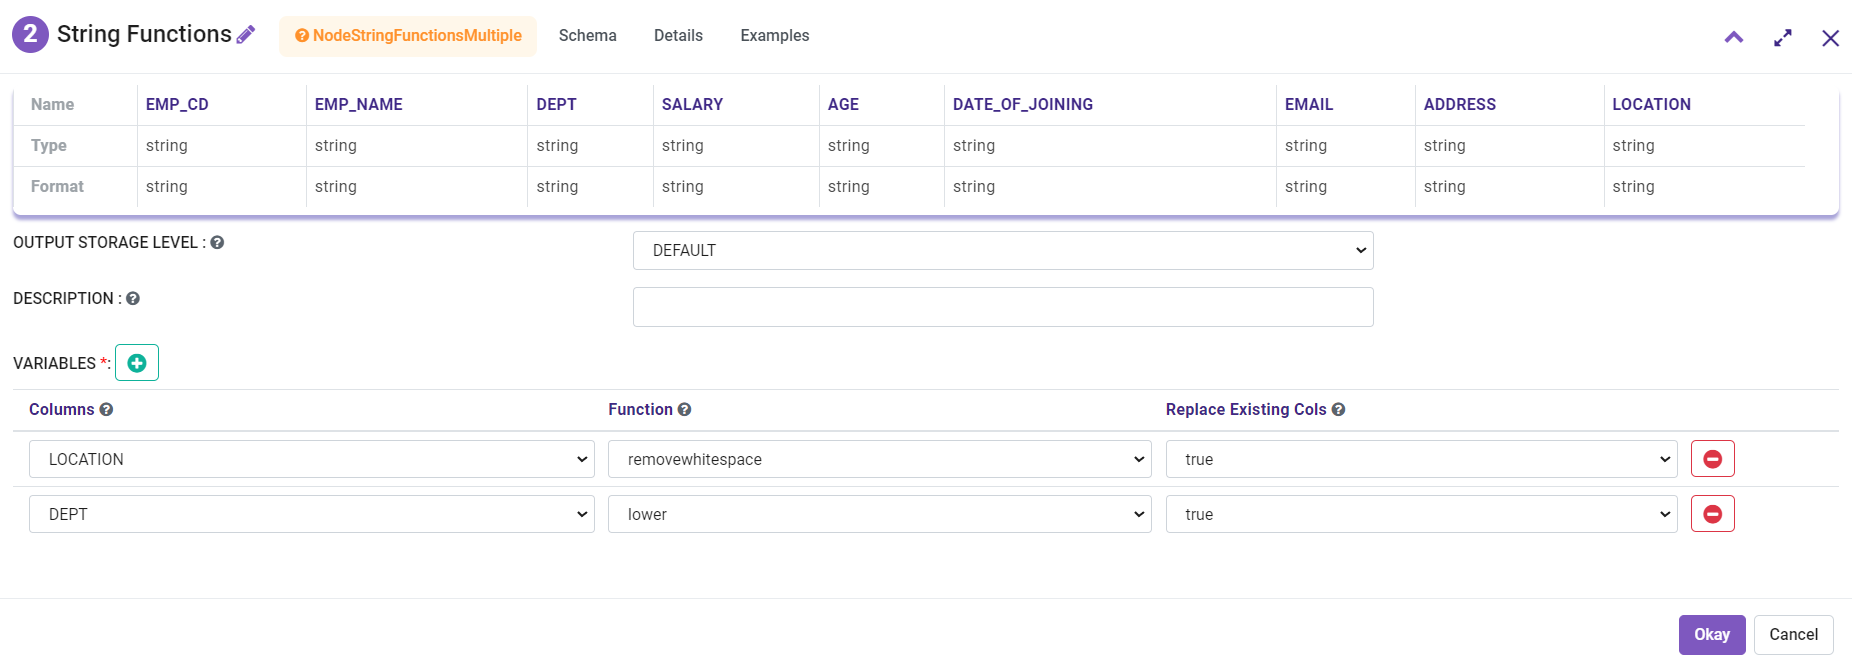 2 String Functions NodeStringFunctionsMultiple Schema Details Examples
Name EMP_CD EMP_NAME DEPT SALARY AGE DATE_OF_JOINING EMAIL ADDRESS LOCATION
Type string string string string string string string string string
Format string string string string string string string string string
OUTPUT STORAGE LEVEL : DEFAULT
DESCRIPTION :
VARIABLES *:
Columns Function Replace Existing Cols
LOCATION removewhitespace true
DEPT lower true
Okay Cancel